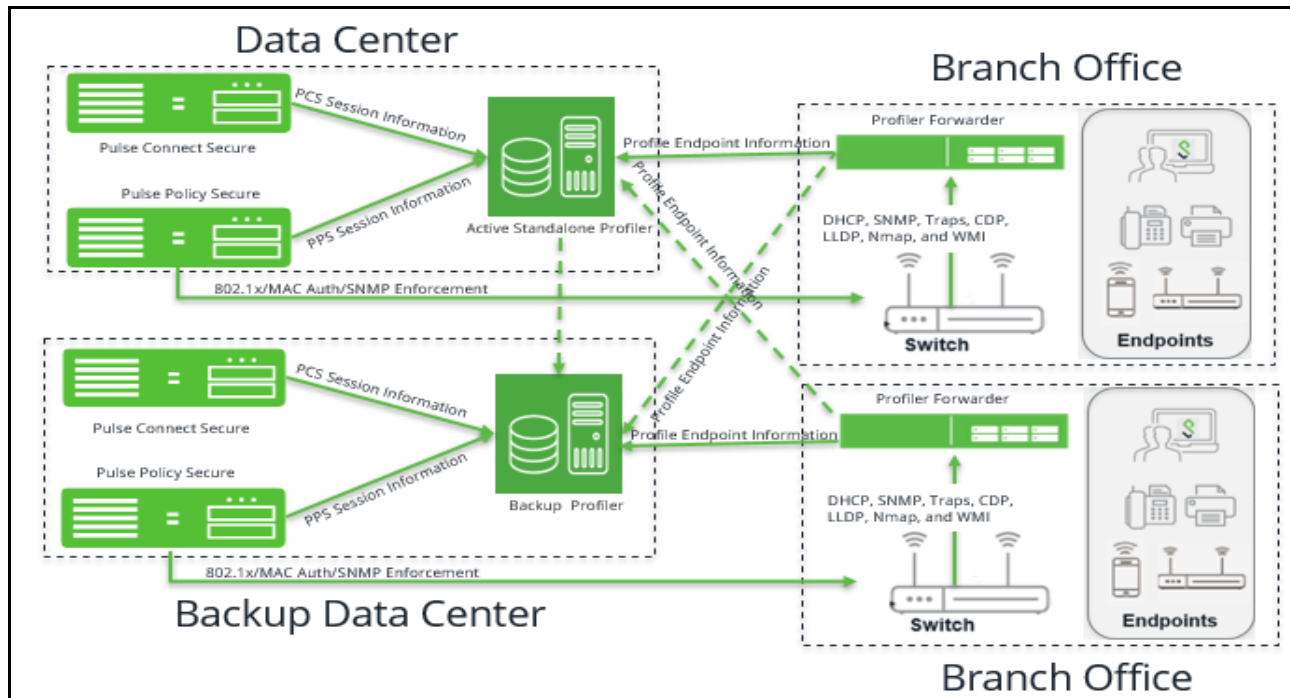 Data Center
PCS Session Information
Pulse Connect Secure
Pulse Policy Secure
PPS Session Information
Active Standalone Profiler
802.1x/MAC Auth/SNMP Enforcement
Profile Endpoint Information
Profile Endpoint Information
Profile Endpoint Information
Branch Office
Profiler Forwarder
DHCP, SNMP, Traps, CDP,
LLDP, Nmap, and WMI
Switch
Endpoints
PCS Session Information
Pulse Connect Secure
Pulse Policy Secure
PPS Session Information
Backup Profiler
802.1x/MAC Auth/SNMP Enforcement
Backup Data Center
Profile Endpoint Information
Profiler Forwarder
DHCP, SNMP, Traps, CDP,
LLDP, Nmap, and WMI
Switch
Endpoints
Branch Office